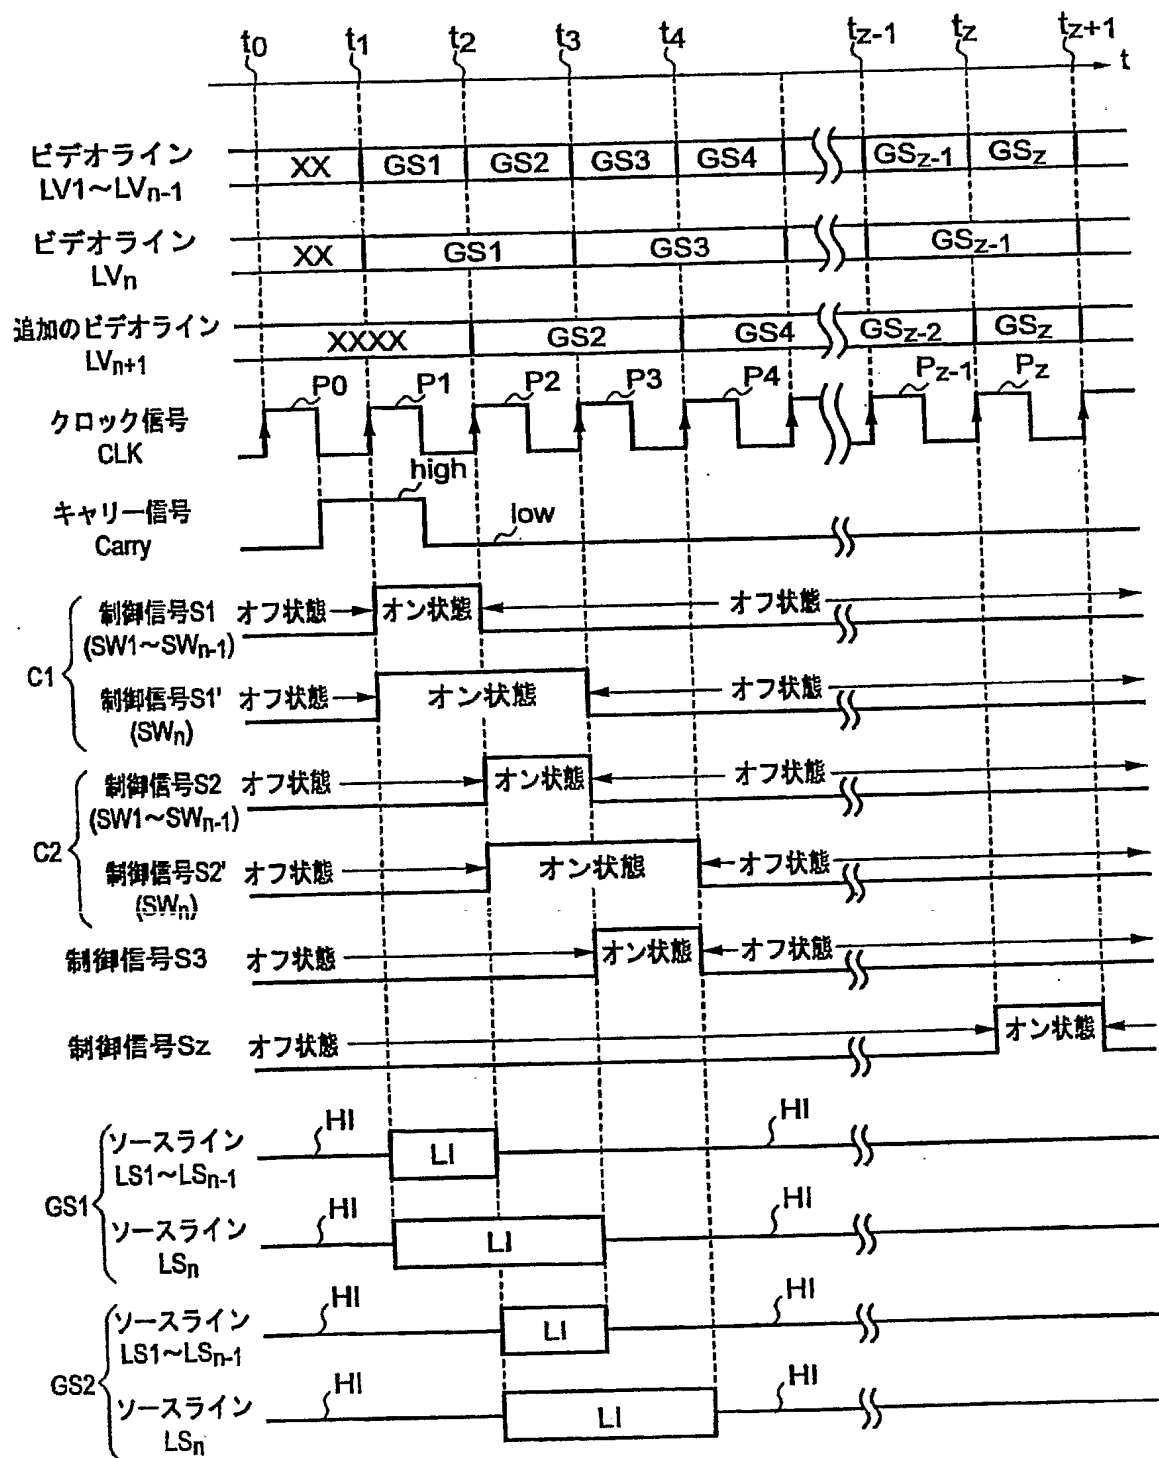 t0 t1 t2 t3 t4 tz-1 tz tz+1
t
ビデオライン
LV1~LVn-1
XX GS1 GS2 GS3 GS4 GSz-1 GSz
ビデオライン
LVn
XX GS1 GS3 GSz-1
追加のビデオライン
LVn+1
XXXX GS2 GS4 GSz-2 GSz
クロック信号
CLK
P0 P1 P2 P3 P4 Pz-1 Pz
キャリー信号
Carry
high
low
C1
制御信号S1
(SW1~SWn-1)
オフ状態 オン状態 オフ状態
制御信号S1'
(SWn)
オフ状態 オン状態 オフ状態
C2
制御信号S2
(SW1~SWn-1)
オフ状態 オン状態 オフ状態
制御信号S2'
(SWn)
オフ状態 オン状態 オフ状態
制御信号S3
オフ状態 オン状態 オフ状態
制御信号Sz
オフ状態 オン状態
GS1
ソースライン
LS1~LSn-1
HI LI HI
ソースライン
LSn
HI LI HI
GS2
ソースライン
LS1~LSn-1
HI LI HI
ソースライン
LSn
HI LI HI